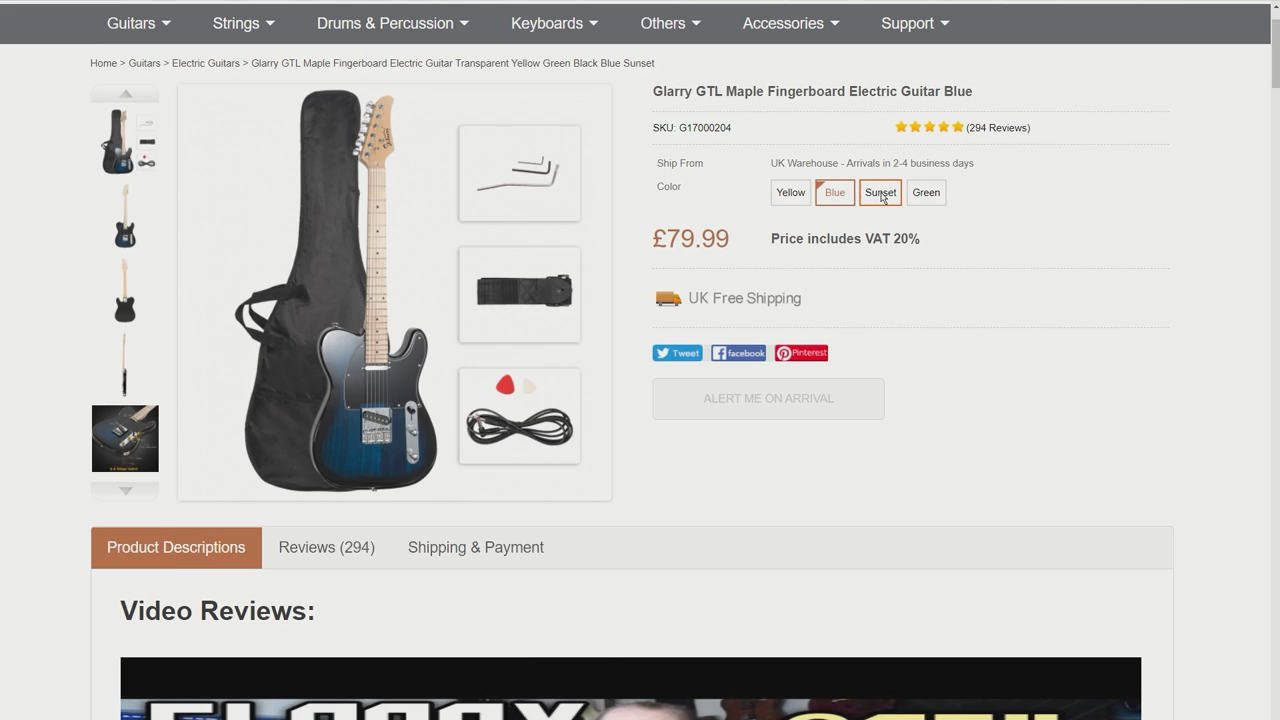 Guitars Strings Drums & Percussion Keyboards Others Accessories Support
Home > Guitars > Electric Guitars > Glarry GTL Maple Fingerboard Electric Guitar Transparent Yellow Green Black Blue Sunset
Glarry GTL Maple Fingerboard Electric Guitar Blue
SKU: G17000204 (294 Reviews)
Ship From UK Warehouse - Arrivals in 2-4 business days
Color Yellow Blue Sunset Green
£79.99 Price includes VAT 20%
UK Free Shipping
Tweet facebook Pinterest
ALERT ME ON ARRIVAL
Product Descriptions Reviews (294) Shipping & Payment
Video Reviews: